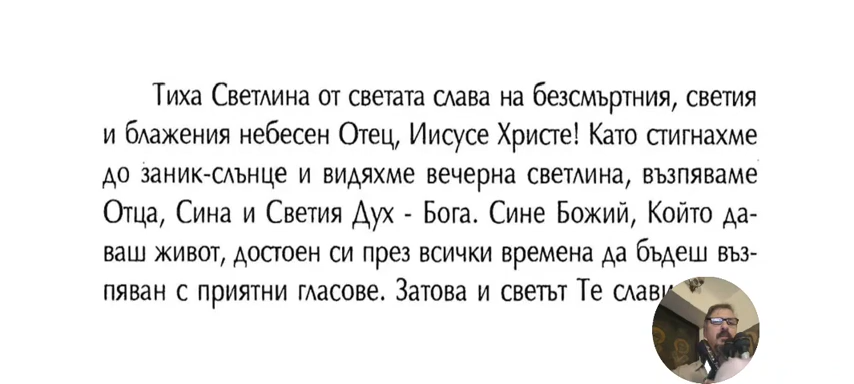 Тиха Светлина от светата слава на безсмъртния, светия
и блажения небесен Отец, Иисусе Христе! Като стигнахме
до заник-слънце и видяхме вечерна светлина, възпяваме
Отца, Сина и Светия Дух - Бога. Сине Божий, Който да-
ваш живот, достоен си през всички времена да бъдеш въз-
пяван с приятни гласове. Затова и светът Те